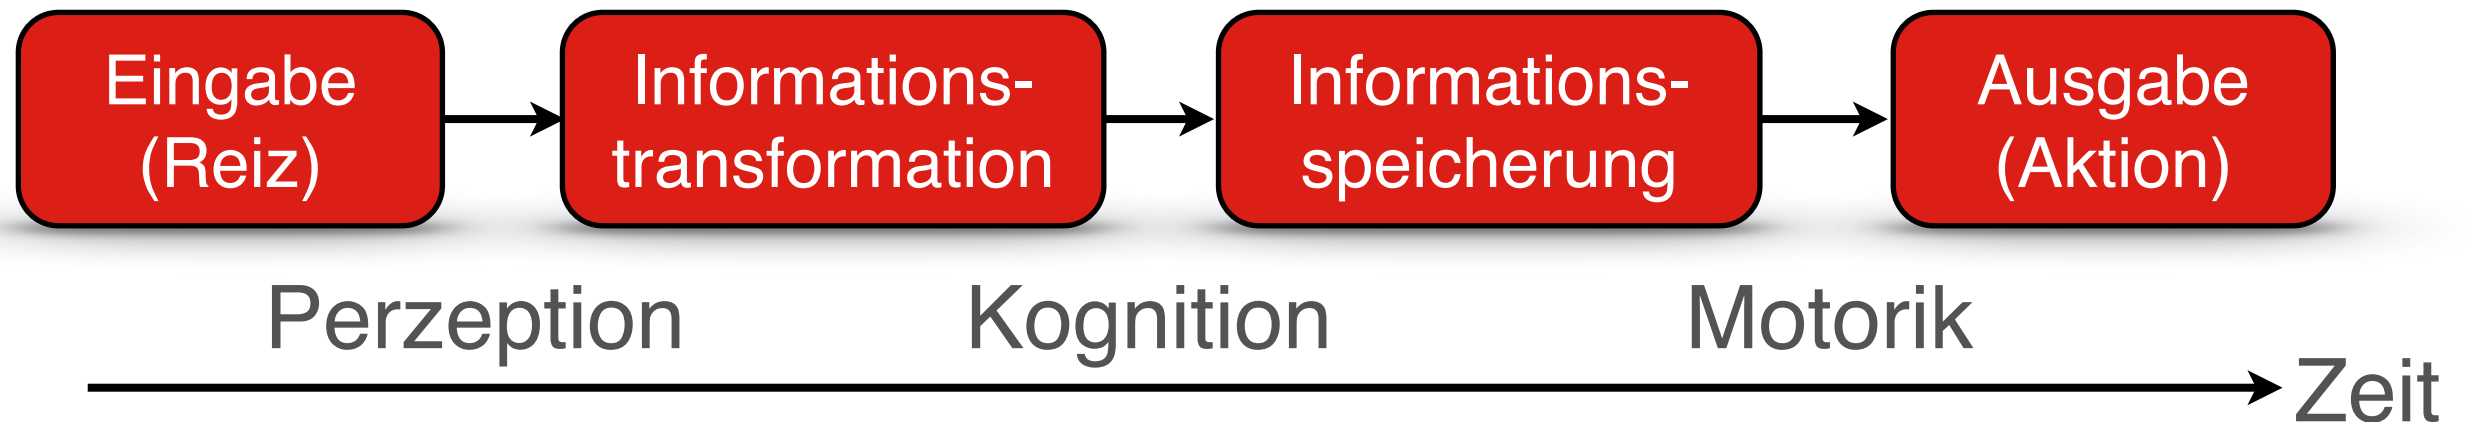 Eingabe
(Reiz)
Informations-
transformation
Informations-
speicherung
Ausgabe
(Aktion)
Perzeption
Kognition
Motorik
Zeit